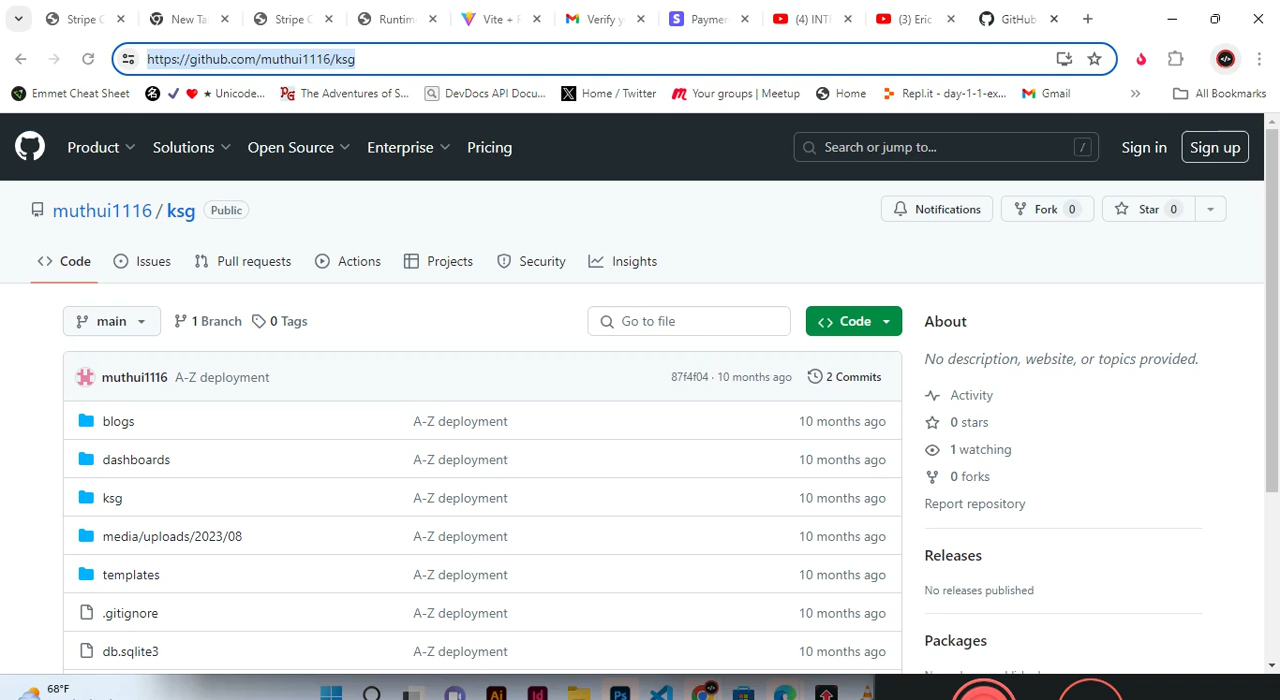 Stripe C
New Ta
Stripe C
Runtim
Vite + F
Verify y
Paymen
(4) INT
(3) Eric
GitHub
https://github.com/muthui1116/ksg
Emmet Cheat Sheet
★ Unicode...
The Adventures of S...
DevDocs API Docu...
Home / Twitter
Your groups | Meetup
Home
Repl.it - day-1-1-ex...
Gmail
All Bookmarks
Product
Solutions
Open Source
Enterprise
Pricing
Search or jump to...
/
Sign in
Sign up
muthui1116 / ksg
Public
Notifications
Fork 0
Star 0
Code
Issues
Pull requests
Actions
Projects
Security
Insights
main
1 Branch
0 Tags
Go to file
Code
muthui1116 A-Z deployment
87f4f04 · 10 months ago
2 Commits
blogs A-Z deployment 10 months ago
dashboards A-Z deployment 10 months ago
ksg A-Z deployment 10 months ago
media/uploads/2023/08 A-Z deployment 10 months ago
templates A-Z deployment 10 months ago
.gitignore A-Z deployment 10 months ago
db.sqlite3 A-Z deployment 10 months ago
About
No description, website, or topics provided.
Activity
0 stars
1 watching
0 forks
Report repository
Releases
No releases published
Packages
68°F
Ai
Id
Ps